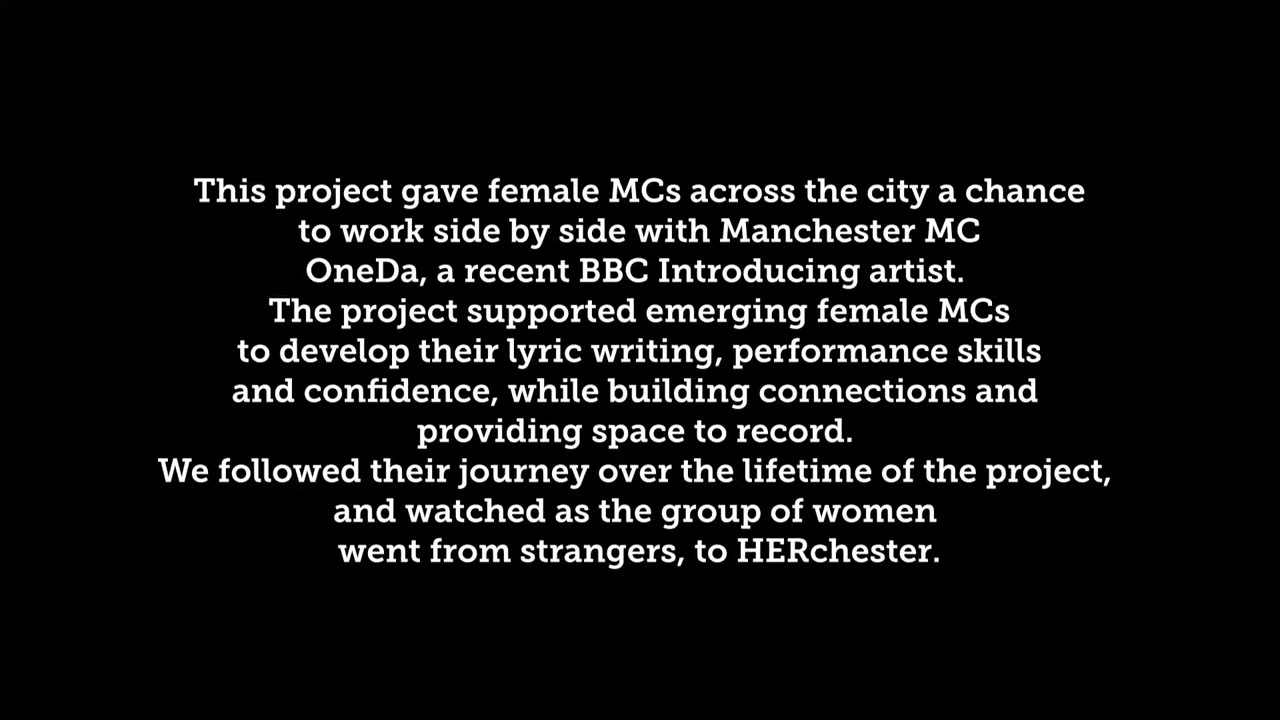 This project gave female MCs across the city a chance
to work side by side with Manchester MC
OneDa, a recent BBC Introducing artist.
The project supported emerging female MCs
to develop their lyric writing, performance skills
and confidence, while building connections and
providing space to record.
We followed their journey over the lifetime of the project,
and watched as the group of women
went from strangers, to HERchester.